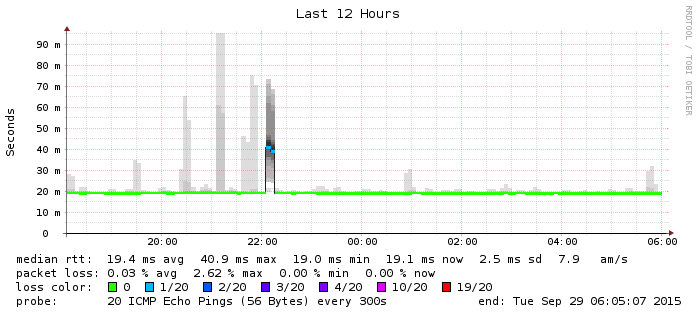 Last 12 Hours
RRDTOOL / TOBI OETIKER
Seconds
90 m
80 m
70 m
60 m
50 m
40 m
30 m
20 m
10 m
0
20:00 22:00 00:00 02:00 04:00 06:00
median rtt: 19.4 ms avg 40.9 ms max 19.0 ms min 19.1 ms now 2.5 ms sd 7.9 am/s
packet loss: 0.03 % avg 2.62 % max 0.00 % min 0.00 % now
loss color: 0 1/20 2/20 3/20 4/20 10/20 19/20
probe: 20 ICMP Echo Pings (56 Bytes) every 300s end: Tue Sep 29 06:05:07 2015